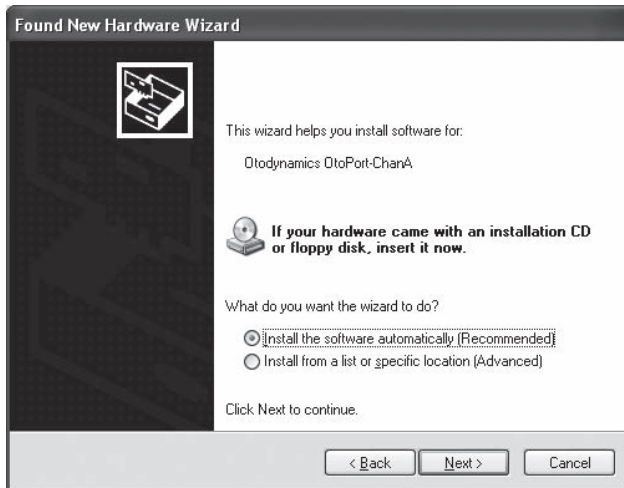 Found New Hardware Wizard
This wizard helps you install software for:
Otodynamics OtoPort-ChanA
If your hardware came with an installation CD
or floppy disk, insert it now.
What do you want the wizard to do?
Install the software automatically (Recommended)
Install from a list or specific location (Advanced)
Click Next to continue.
< Back Next > Cancel